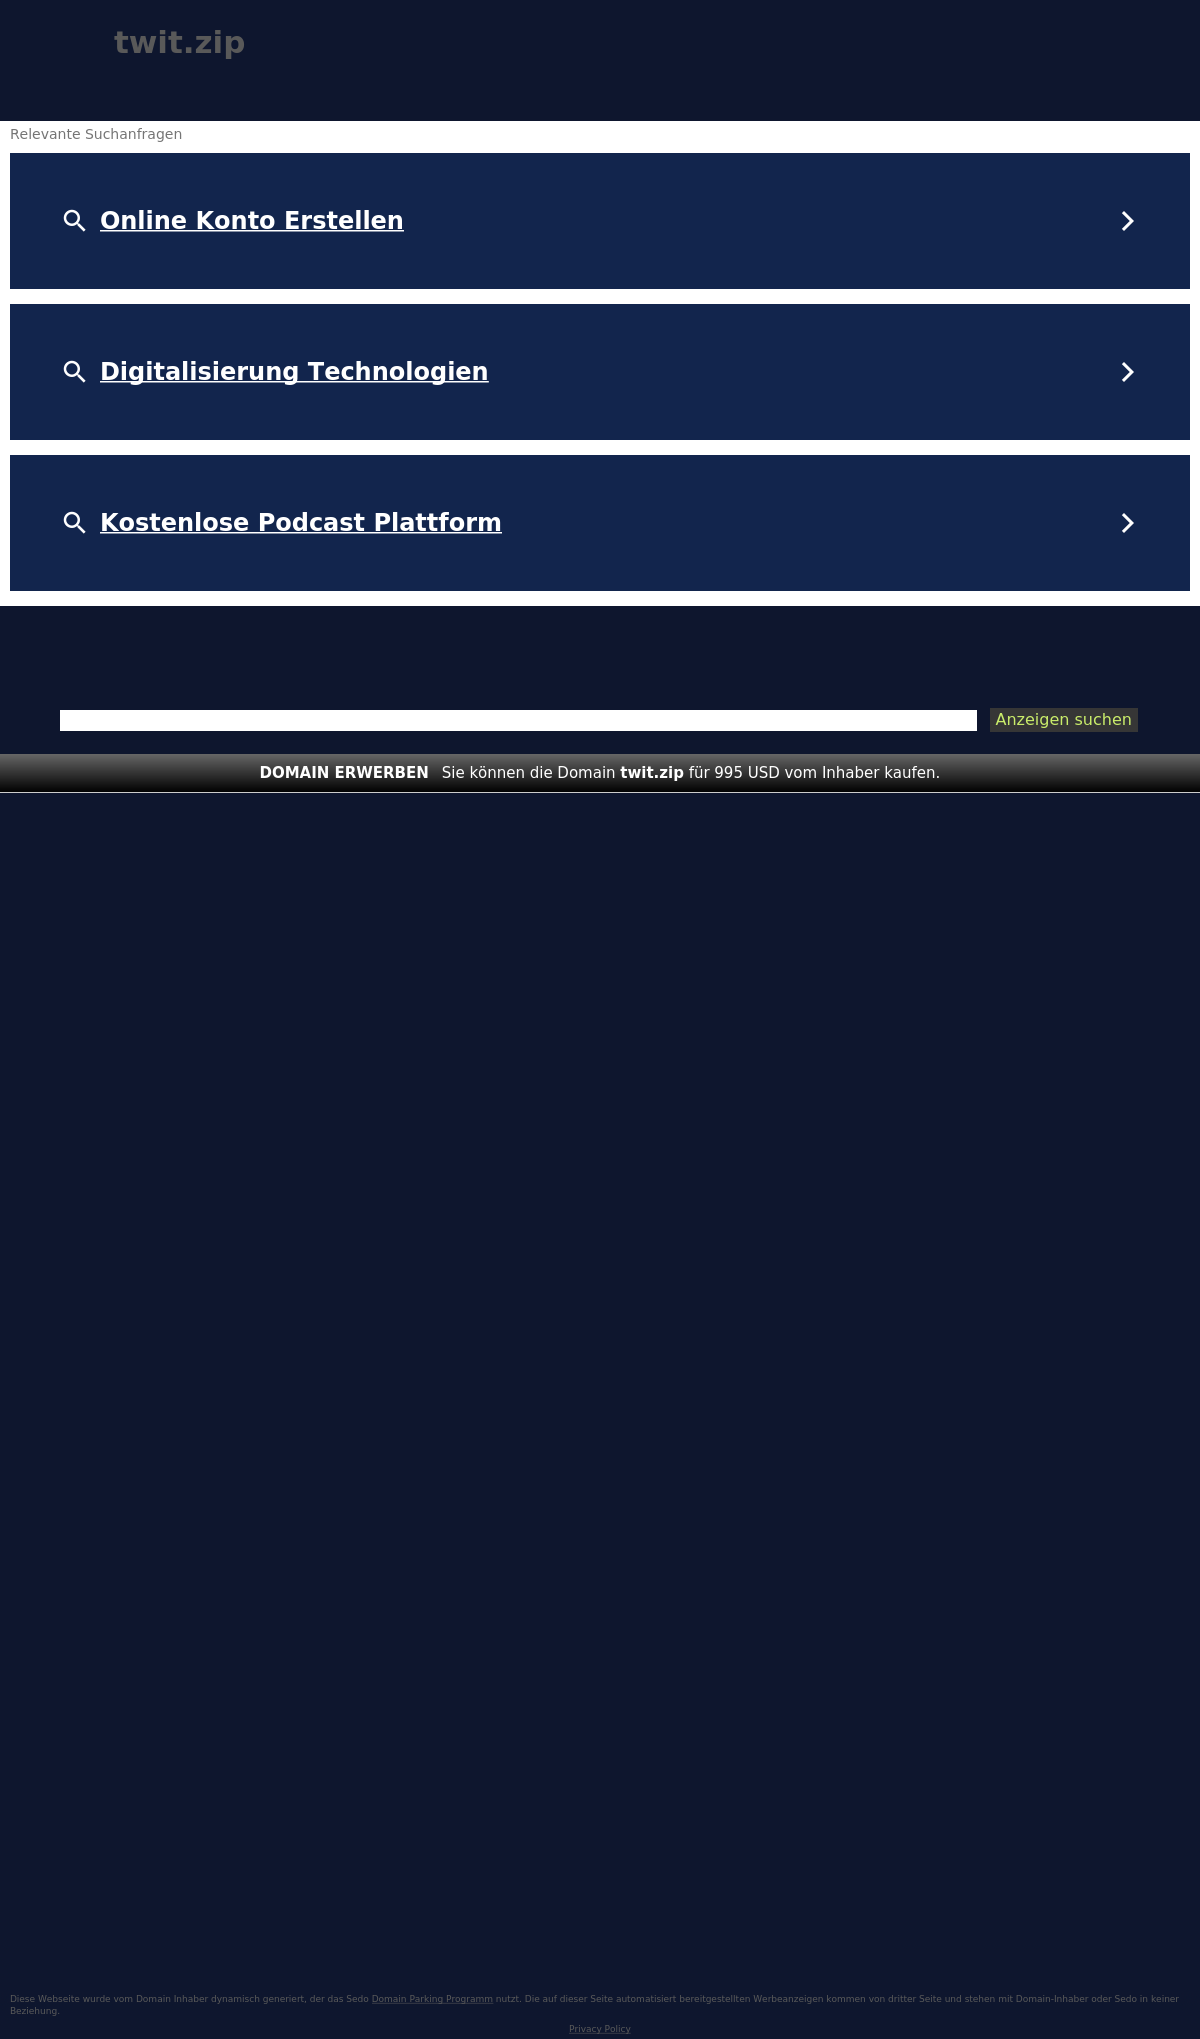 twit.zip
Relevante Suchanfragen
Online Konto Erstellen
Digitalisierung Technologien
Kostenlose Podcast Plattform
Anzeigen suchen
DOMAIN ERWERBEN Sie können die Domain twit.zip für 995 USD vom Inhaber kaufen.
Diese Webseite wurde vom Domain Inhaber dynamisch generiert, der das Sedo Domain Parking Programm nutzt. Die auf dieser Seite automatisiert bereitgestellten Werbeanzeigen kommen von dritter Seite und stehen mit Domain-Inhaber oder Sedo in keiner
Beziehung.
Privacy Policy